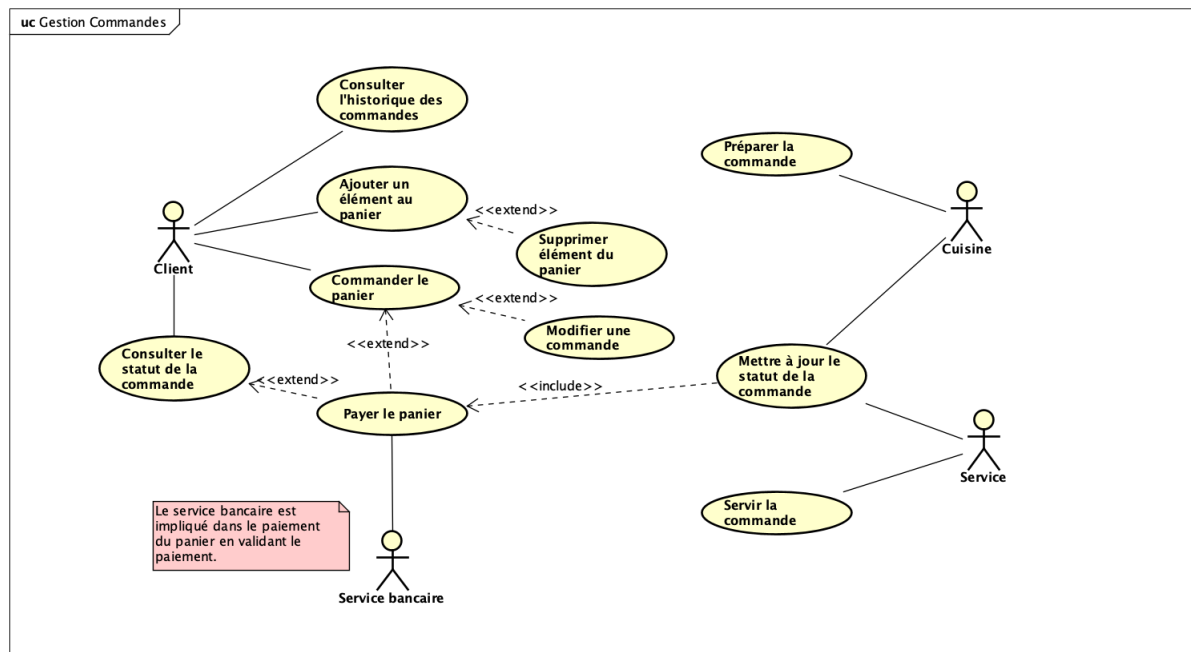 uc Gestion Commandes
Consulter
l'historique des
commandes
Préparer la
commande
Ajouter un
élément au
panier
<<extend>>
Supprimer
élément du
panier
Client
Cuisine
Commander le
panier
<<extend>>
Modifier une
commande
<<extend>>
Consulter le
statut de la
commande
<<extend>>
Mettre à jour le
statut de la
commande
<<include>>
Payer le panier
Service
Servir la
commande
Le service bancaire est
impliqué dans le paiement
du panier en validant le
paiement.
Service bancaire